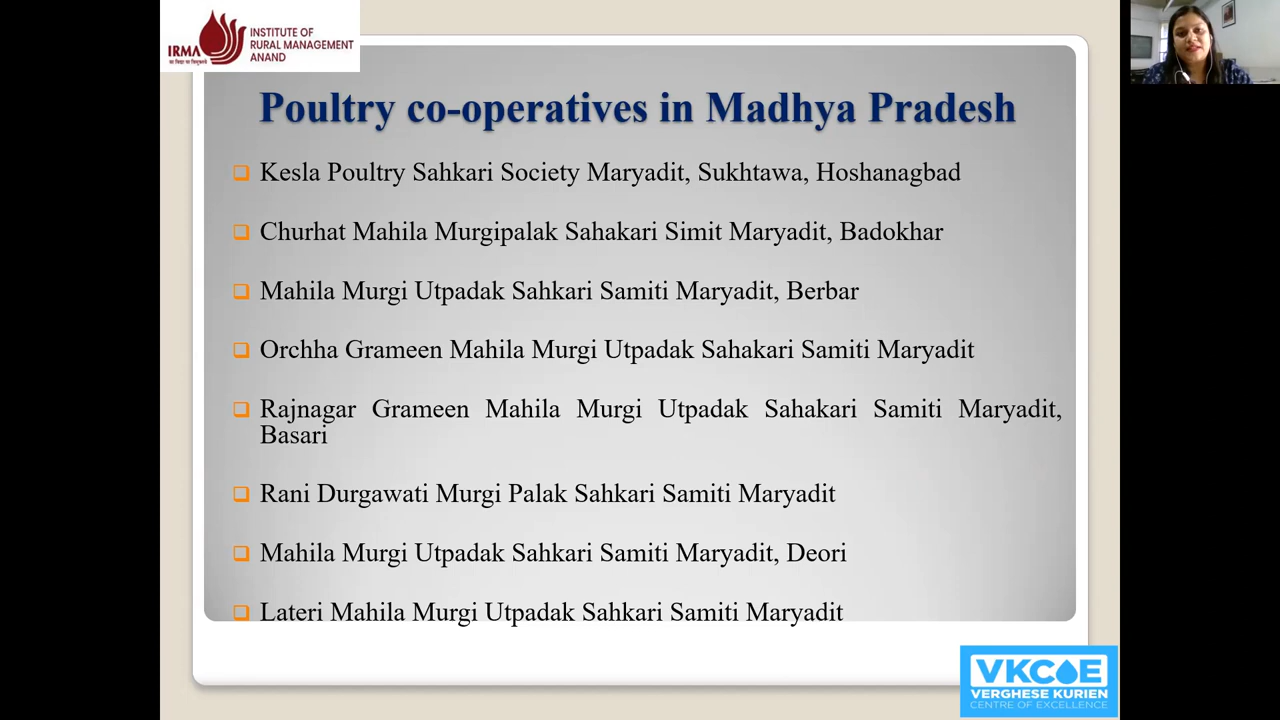 IRMA
INSTITUTE OF
RURAL MANAGEMENT
ANAND
Poultry co-operatives in Madhya Pradesh
Kesla Poultry Sahkari Society Maryadit, Sukhtawa, Hoshanagbad
Churhat Mahila Murgipalak Sahakari Simit Maryadit, Badokhar
Mahila Murgi Utpadak Sahkari Samiti Maryadit, Berbar
Orchha Grameen Mahila Murgi Utpadak Sahakari Samiti Maryadit
Rajnagar Grameen Mahila Murgi Utpadak Sahakari Samiti Maryadit,
Basari
Rani Durgawati Murgi Palak Sahkari Samiti Maryadit
Mahila Murgi Utpadak Sahkari Samiti Maryadit, Deori
Lateri Mahila Murgi Utpadak Sahkari Samiti Maryadit
VKCOE
VERGHESE KURIEN
CENTRE OF EXCELLENCE